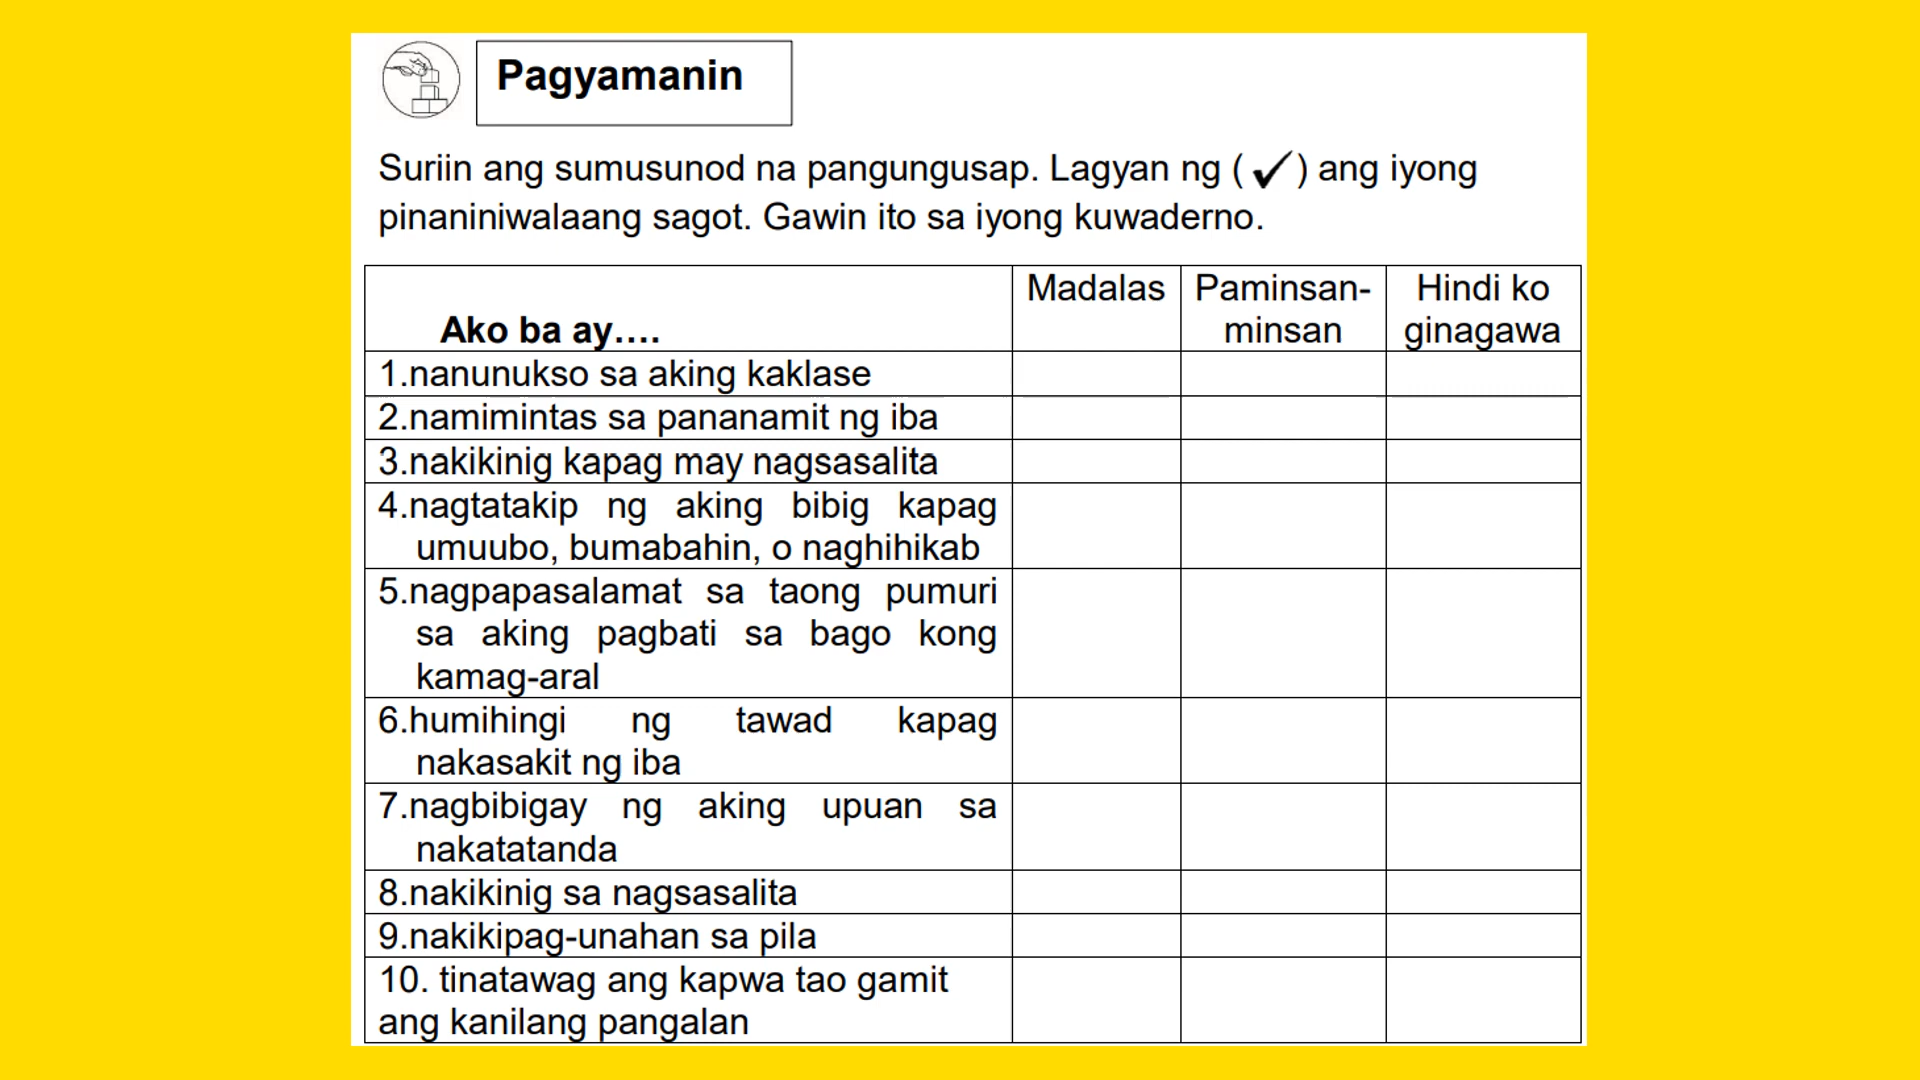 Pagyamanin
Suriin ang sumusunod na pangungusap. Lagyan ng (✓) ang iyong
pinaniniwalaang sagot. Gawin ito sa iyong kuwaderno.
Ako ba ay....
Madalas
Paminsan-
minsan
Hindi ko
ginagawa
1.nanunukso sa aking kaklase
2.namimintas sa pananamit ng iba
3.nakikinig kapag may nagsasalita
4.nagtatakip ng aking bibig kapag
umuubo, bumabahin, o naghihikab
5.nagpapasalamat sa taong pumuri
sa aking pagbati sa bago kong
kamag-aral
6.humihingi ng tawad kapag
nakasakit ng iba
7.nagbibigay ng aking upuan sa
nakatatanda
8.nakikinig sa nagsasalita
9.nakikipag-unahan sa pila
10. tinatawag ang kapwa tao gamit
ang kanilang pangalan